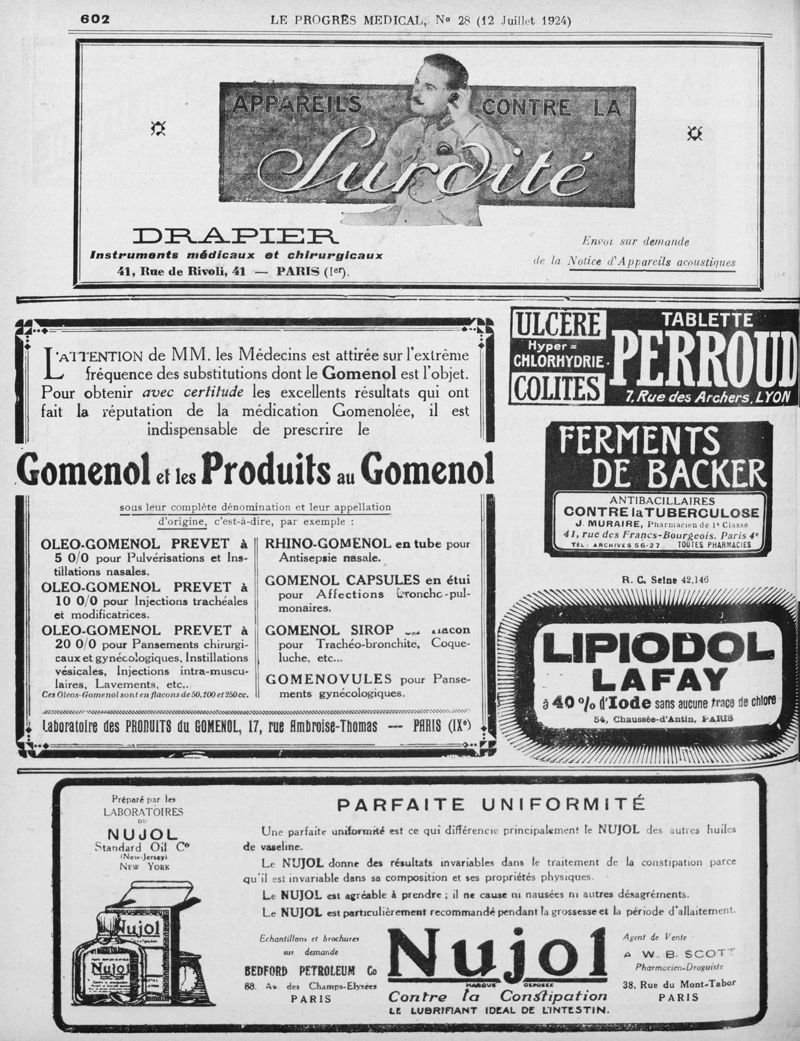 602
LE PROGRÈS MEDICAL, Nº 28 (12 Juillet 1924)
APPAREILS CONTRE LA
Surdité
DRAPIER
Instruments médicaux et chirurgicaux
41, Rue de Rivoli, 41 — PARIS (Iᵉʳ).
Envoi sur demande
de la Notice d'Appareils acoustiques
L'ATTENTION de MM. les Médecins est attirée sur l'extrême
fréquence des substitutions dont le Gomenol est l'objet.
Pour obtenir avec certitude les excellents résultats qui ont
fait la réputation de la médication Gomenolée, il est
indispensable de prescrire le
Gomenol et les Produits au Gomenol
sous leur complète dénomination et leur appellation
d'origine, c'est-à-dire, par exemple :
OLEO-GOMENOL PREVET à
5 0/0 pour Pulvérisations et Ins-
tillations nasales.
OLEO-GOMENOL PREVET à
10 0/0 pour Injections trachéales
et modificatrices.
OLEO-GOMENOL PREVET à
20 0/0 pour Pansements chirurgi-
caux et gynécologiques, Instillations
vésicales, Injections intra-muscu-
laires, Lavements, etc..
Ces Oleos-Gomenol sont en flacons de 50, 100 et 250 cc.
RHINO-GOMENOL en tube pour
Antisepsie nasale.
GOMENOL CAPSULES en étui
pour Affections broncho-pul-
monaires.
GOMENOL SIROP flacon
pour Trachéo-bronchite, Coque-
luche, etc...
GOMENOVULES pour Panse-
ments gynécologiques.
Laboratoire des PRODUITS du GOMENOL, 17, rue Ambroise-Thomas — PARIS (IXᵉ)
ULCÈRE
Hyper=
CHLORHYDRIE.
COLITES
TABLETTE
PERROUD
7, Rue des Archers, LYON
FERMENTS
DE BACKER
ANTIBACILLAIRES
CONTRE la TUBERCULOSE
J. MURAIRE, Pharmacien de 1ᵉ Classe
41, rue des Francs-Bourgeois. Paris 4ᵉ
TÉL: ARCHIVES 56-27 TOUTES PHARMACIES
R. C. Seine 42,146
LIPIODOL
LAFAY
à 40 % d'Iode sans aucune trace de chlore
54, Chaussée-d'Antin, PARIS
Préparé par les
LABORATOIRES
DU
NUJOL
Standard Oil Cº
(New-Jersey)
NEW YORK
Nujol
Nujol
PARFAITE UNIFORMITÉ
Une parfaite uniformité est ce qui différencie principalement le NUJOL des autres huiles
de vaseline.
Le NUJOL donne des résultats invariables dans le traitement de la constipation parce
qu'il est invariable dans sa composition et ses propriétés physiques.
Le NUJOL est agréable à prendre ; il ne cause ni nausées ni autres désagréments.
Le NUJOL est particulièrement recommandé pendant la grossesse et la période d'allaitement.
Echantillons et brochures
sur demande
BEDFORD PETROLEUM Co
68. Av. des Champs-Elysées
PARIS
Nujol
MARQUE DEPOSÉE
Contre la Constipation
LE LUBRIFIANT IDEAL DE L'INTESTIN.
Agent de Vente
A W. B. SCOTT
Pharmacien-Droguiste
38, Rue du Mont-Tabor
PARIS